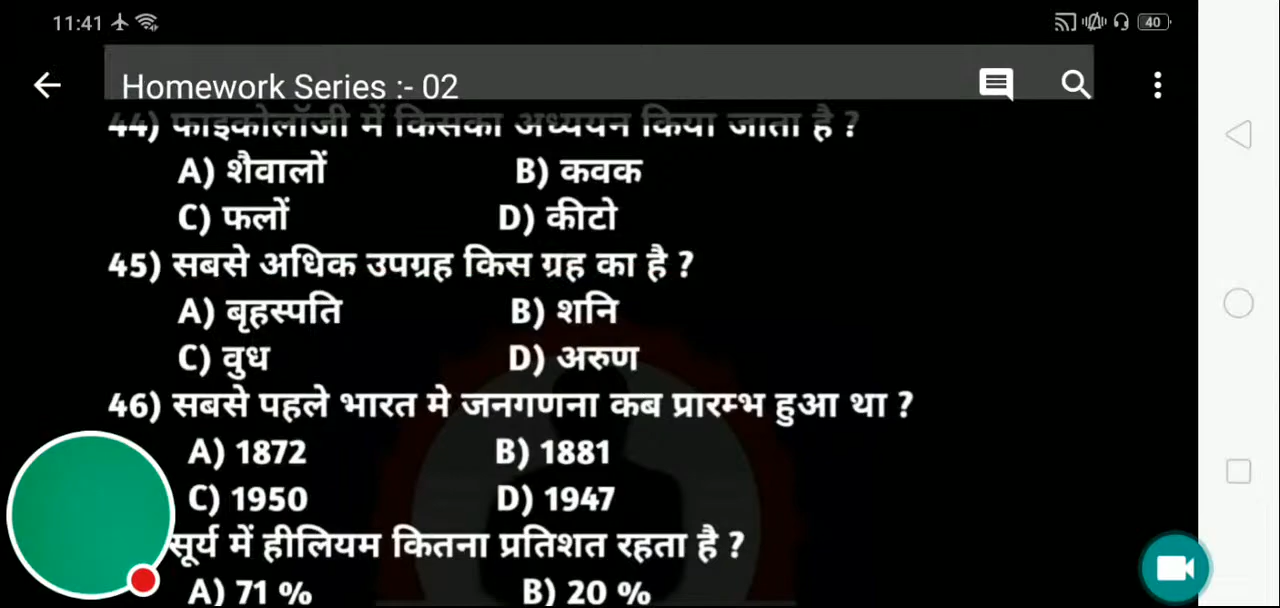 11:41
40
Homework Series :- 02
44) फाइकोलॉजी में किसका अध्ययन किया जाता है ?
A) शैवालों B) कवक
C) फलों D) कीटो
45) सबसे अधिक उपग्रह किस ग्रह का है ?
A) बृहस्पति B) शनि
C) वुध D) अरुण
46) सबसे पहले भारत मे जनगणना कब प्रारम्भ हुआ था ?
A) 1872 B) 1881
C) 1950 D) 1947
सूर्य में हीलियम कितना प्रतिशत रहता है ?
A) 71 % B) 20 %